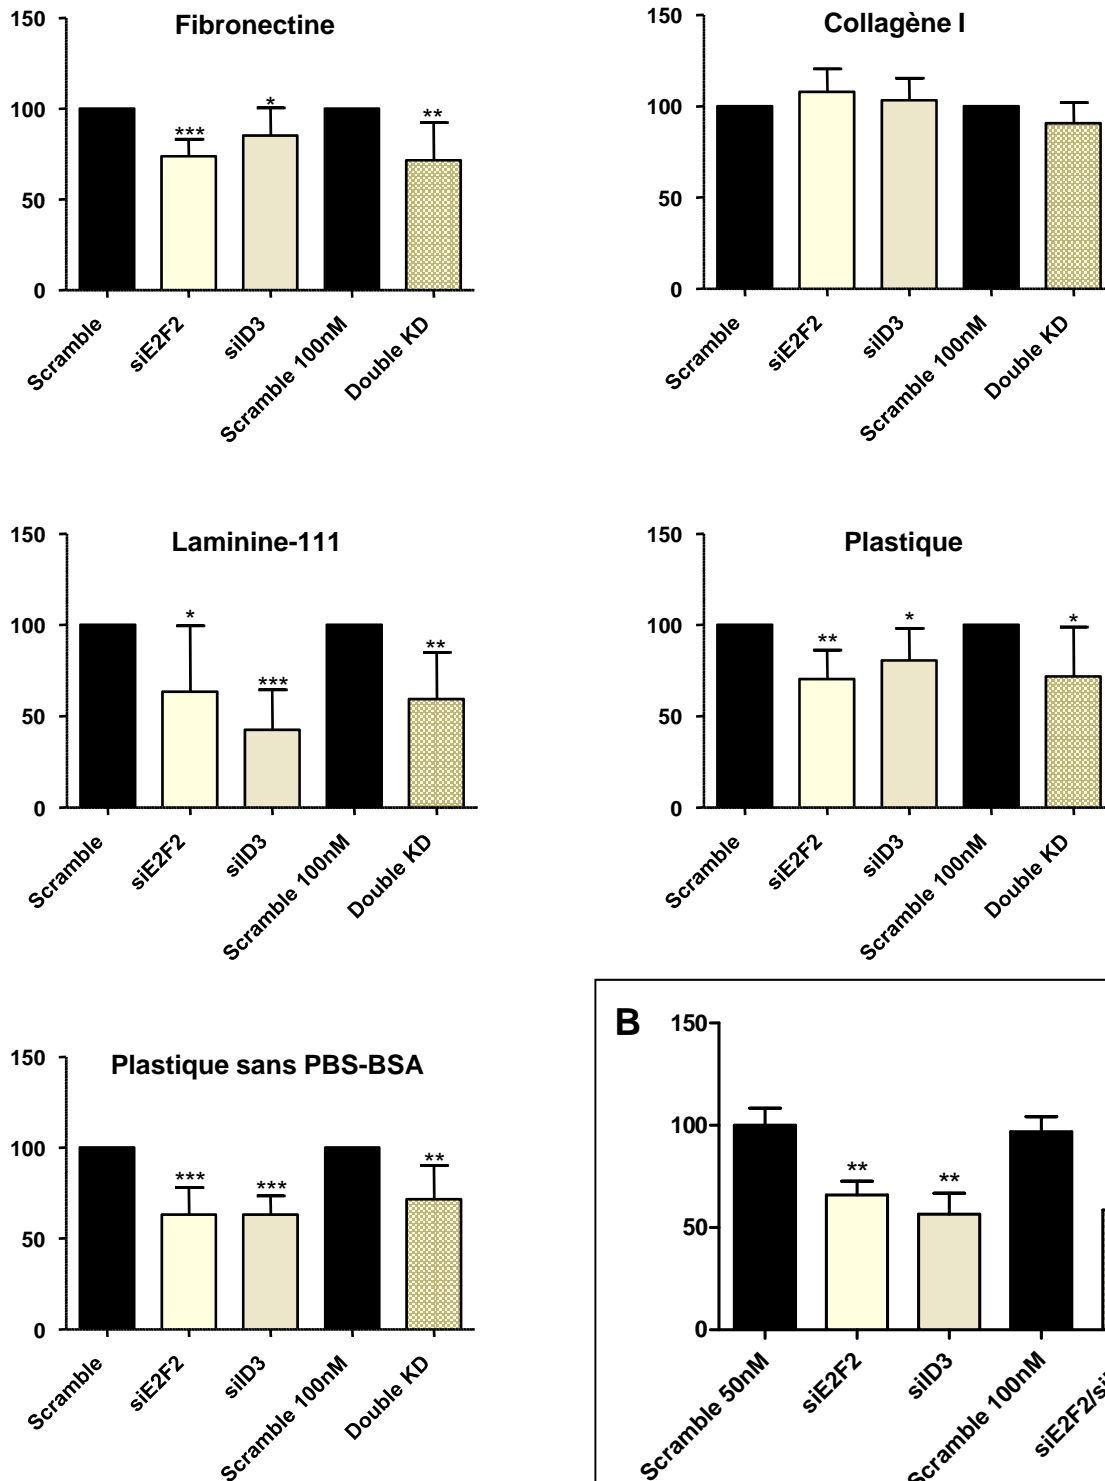 Fibronectine
150
100
50
0
***
*
**
Scramble
siE2F2
siID3
Scramble 100nM
Double KD
Collagène I
150
100
50
0
Scramble
siE2F2
siID3
Scramble 100nM
Double KD
Laminine-111
150
100
50
0
*
***
**
Scramble
siE2F2
siID3
Scramble 100nM
Double KD
Plastique
150
100
50
0
**
*
*
Scramble
siE2F2
siID3
Scramble 100nM
Double KD
Plastique sans PBS-BSA
150
100
50
0
***
***
**
Scramble
siE2F2
siID3
Scramble 100nM
Double KD
B
150
100
50
0
**
**
Scramble 50nM
siE2F2
siID3
Scramble 100nM
siE2F2/si